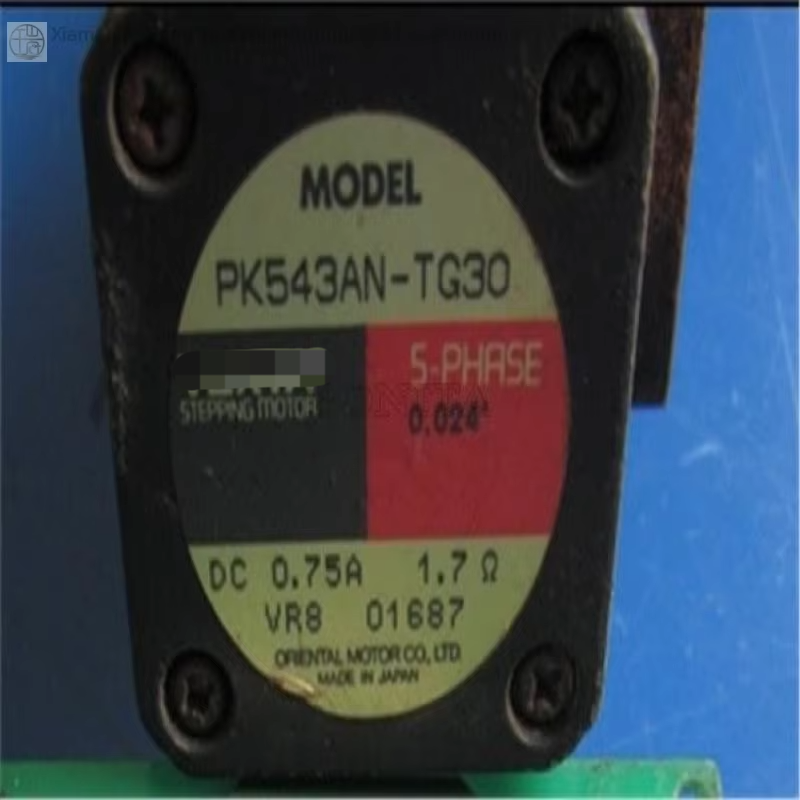 MODEL
PK543AN-TG30
5-PHASE
STEPPING MOTOR
0.024°
DC 0.75A 1.7 Ω
VR8 01687
ORIENTAL MOTOR CO., LTD.
MADE IN JAPAN